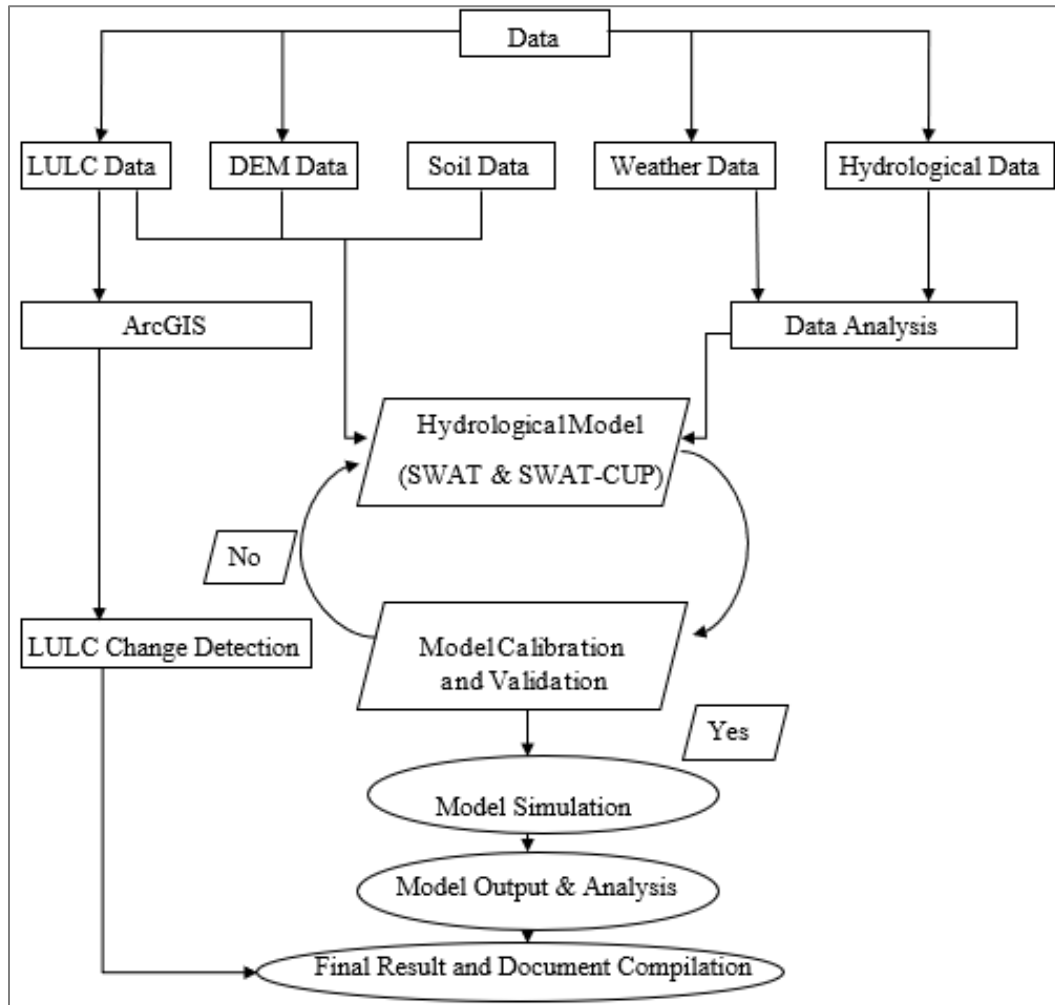 Data
LULC Data
DEM Data
Soil Data
Weather Data
Hydrological Data
ArcGIS
Data Analysis
Hydrological Model
(SWAT & SWAT-CUP)
No
LULC Change Detection
Model Calibration
and Validation
Yes
Model Simulation
Model Output & Analysis
Final Result and Document Compilation